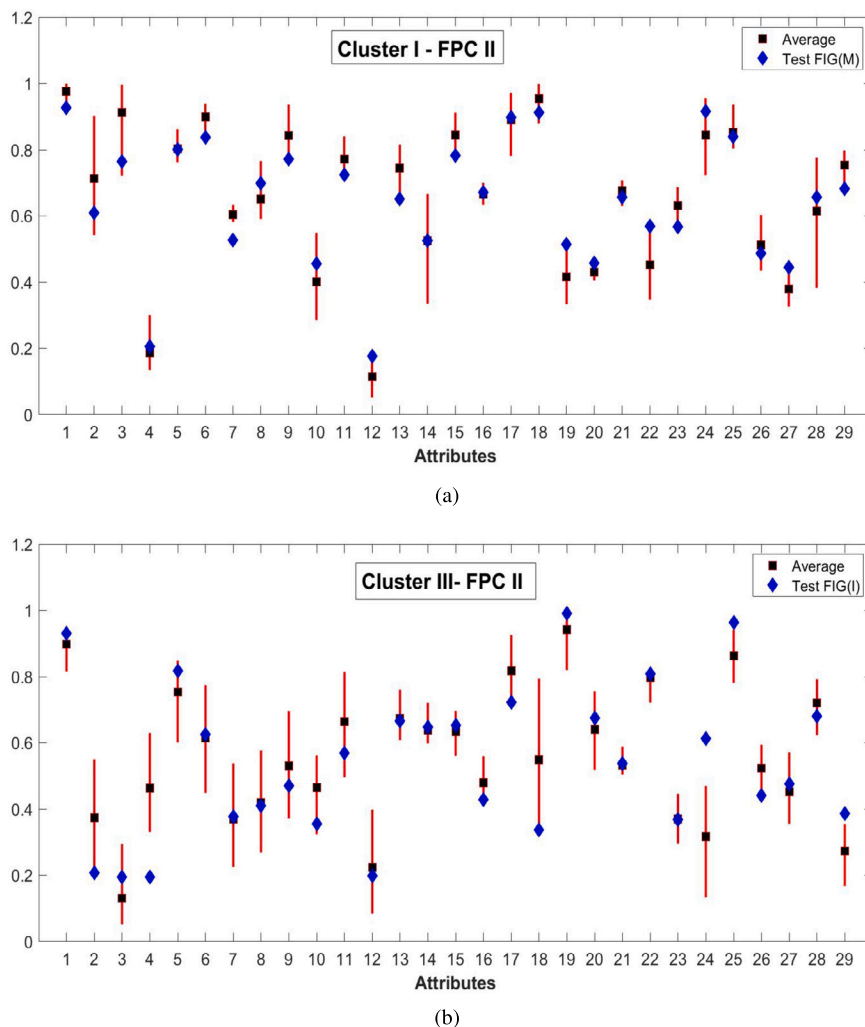 1.2
Cluster I - FPC II
Average
Test FIG(M)
1
0.8
0.6
0.4
0.2
0
1 2 3 4 5 6 7 8 9 10 11 12 13 14 15 16 17 18 19 20 21 22 23 24 25 26 27 28 29
Attributes
(a)
1.2
Cluster III- FPC II
Average
Test FIG(I)
1
0.8
0.6
0.4
0.2
0
1 2 3 4 5 6 7 8 9 10 11 12 13 14 15 16 17 18 19 20 21 22 23 24 25 26 27 28 29
Attributes
(b)